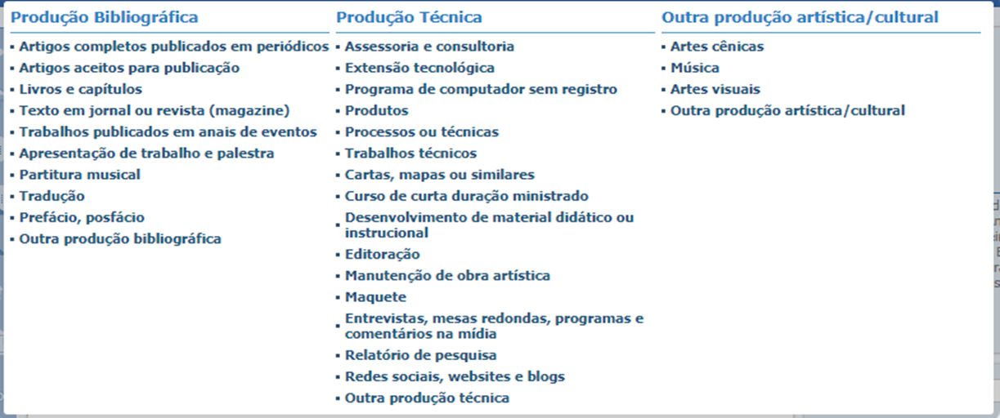 Produção Bibliográfica
▪ Artigos completos publicados em periódicos
▪ Artigos aceitos para publicação
▪ Livros e capítulos
▪ Texto em jornal ou revista (magazine)
▪ Trabalhos publicados em anais de eventos
▪ Apresentação de trabalho e palestra
▪ Partitura musical
▪ Tradução
▪ Prefácio, posfácio
▪ Outra produção bibliográfica
Produção Técnica
▪ Assessoria e consultoria
▪ Extensão tecnológica
▪ Programa de computador sem registro
▪ Produtos
▪ Processos ou técnicas
▪ Trabalhos técnicos
▪ Cartas, mapas ou similares
▪ Curso de curta duração ministrado
▪ Desenvolvimento de material didático ou
instrucional
▪ Editoração
▪ Manutenção de obra artística
▪ Maquete
▪ Entrevistas, mesas redondas, programas e
comentários na mídia
▪ Relatório de pesquisa
▪ Redes sociais, websites e blogs
▪ Outra produção técnica
Outra produção artística/cultural
▪ Artes cênicas
▪ Música
▪ Artes visuais
▪ Outra produção artística/cultural